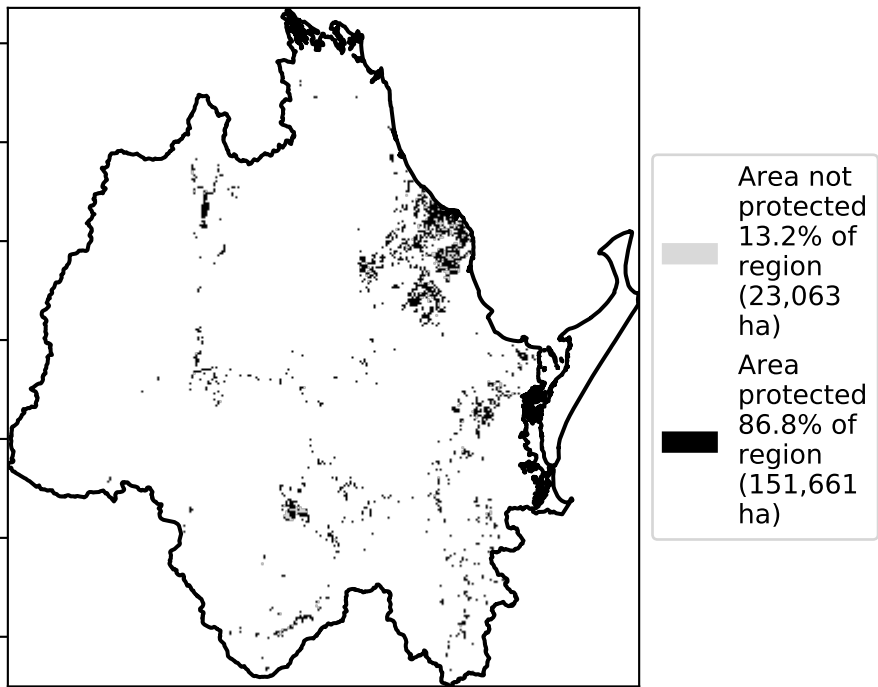 Area not
protected
13.2% of
region
(23,063
ha)
Area
protected
86.8% of
region
(151,661
ha)